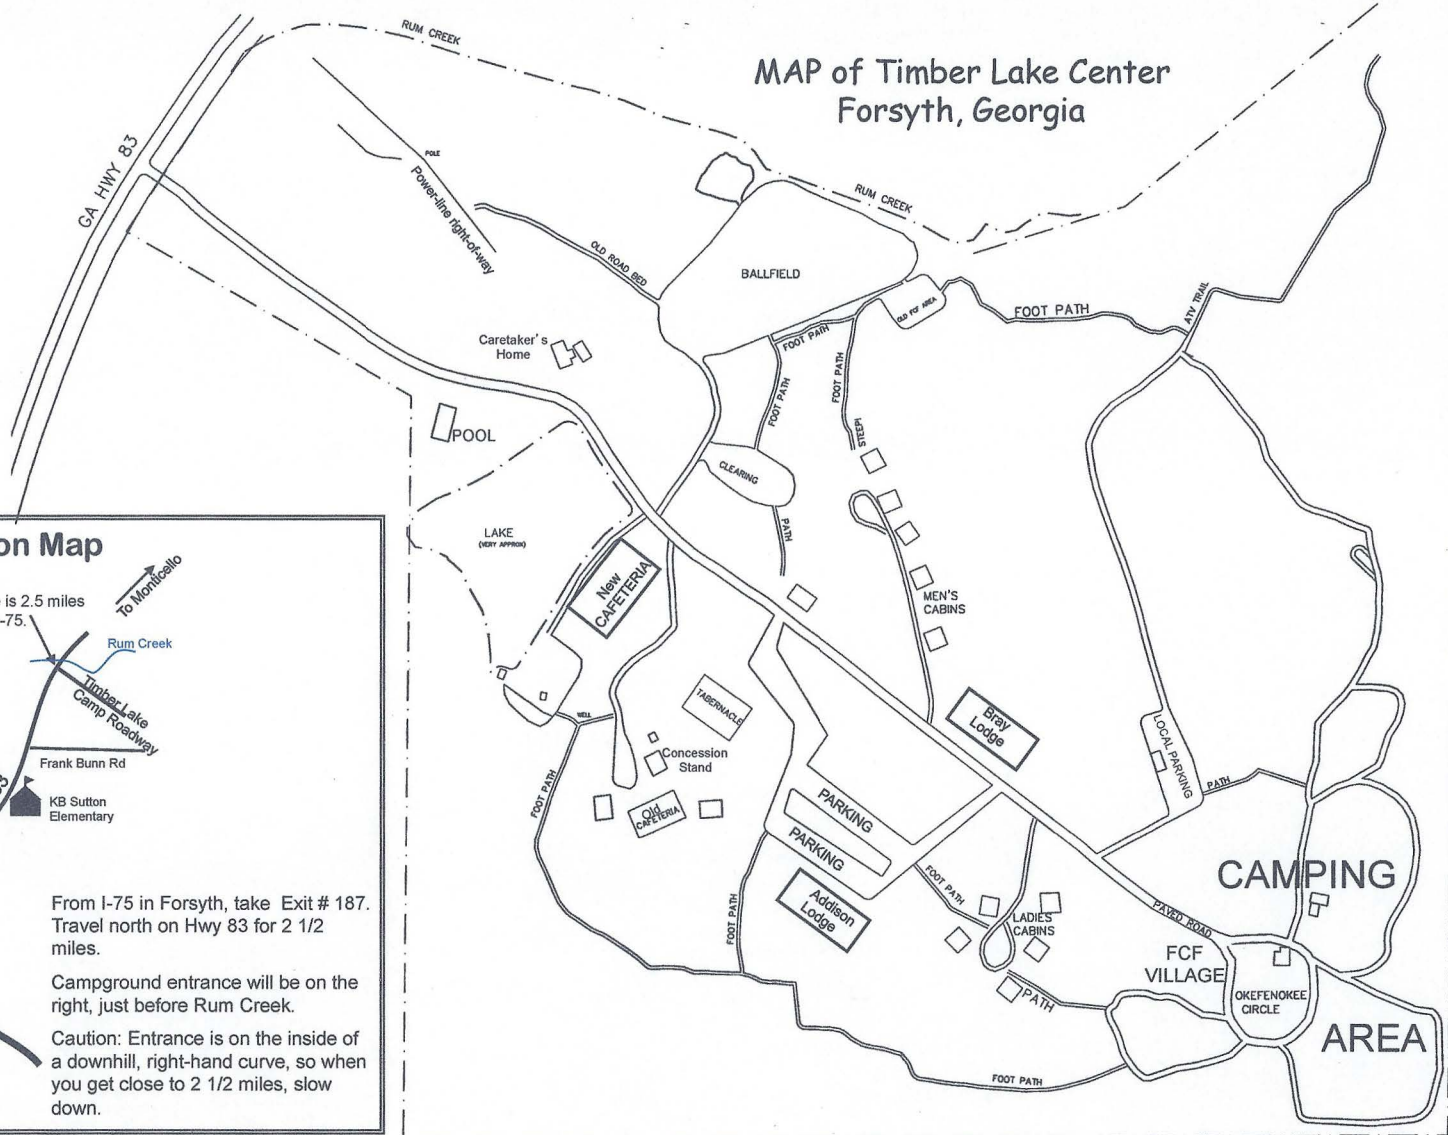 MAP of Timber Lake Center
Forsyth, Georgia
RUM CREEK
GA HWY 83
POLE
Power-line right-of-way
OLD ROAD BED
RUM CREEK
BALLFIELD
OLD FCF AREA
FOOT PATH
ATV TRAIL
Caretaker's
Home
FOOT PATH
FOOT PATH
FOOT PATH
STEEP!
POOL
CLEARING
LAKE
(VERY APPROX)
PATH
New
CAFETERIA
MEN'S
CABINS
TABERNACLE
Bray
Lodge
WELL
Concession
Stand
LOCAL PARKING
PATH
FOOT PATH
Old
CAFETERIA
PARKING
PARKING
CAMPING
FOOT PATH
Addison
Lodge
FOOT PATH
LADIES
CABINS
PAVED ROAD
FCF
VILLAGE
OKEFENOKEE
CIRCLE
PATH
AREA
FOOT PATH
on Map
To Monticello
is 2.5 miles
-75.
Rum Creek
Timber Lake
Camp Roadway
Frank Bunn Rd
KB Sutton
Elementary
From I-75 in Forsyth, take Exit # 187.
Travel north on Hwy 83 for 2 1/2
miles.
Campground entrance will be on the
right, just before Rum Creek.
Caution: Entrance is on the inside of
a downhill, right-hand curve, so when
you get close to 2 1/2 miles, slow
down.